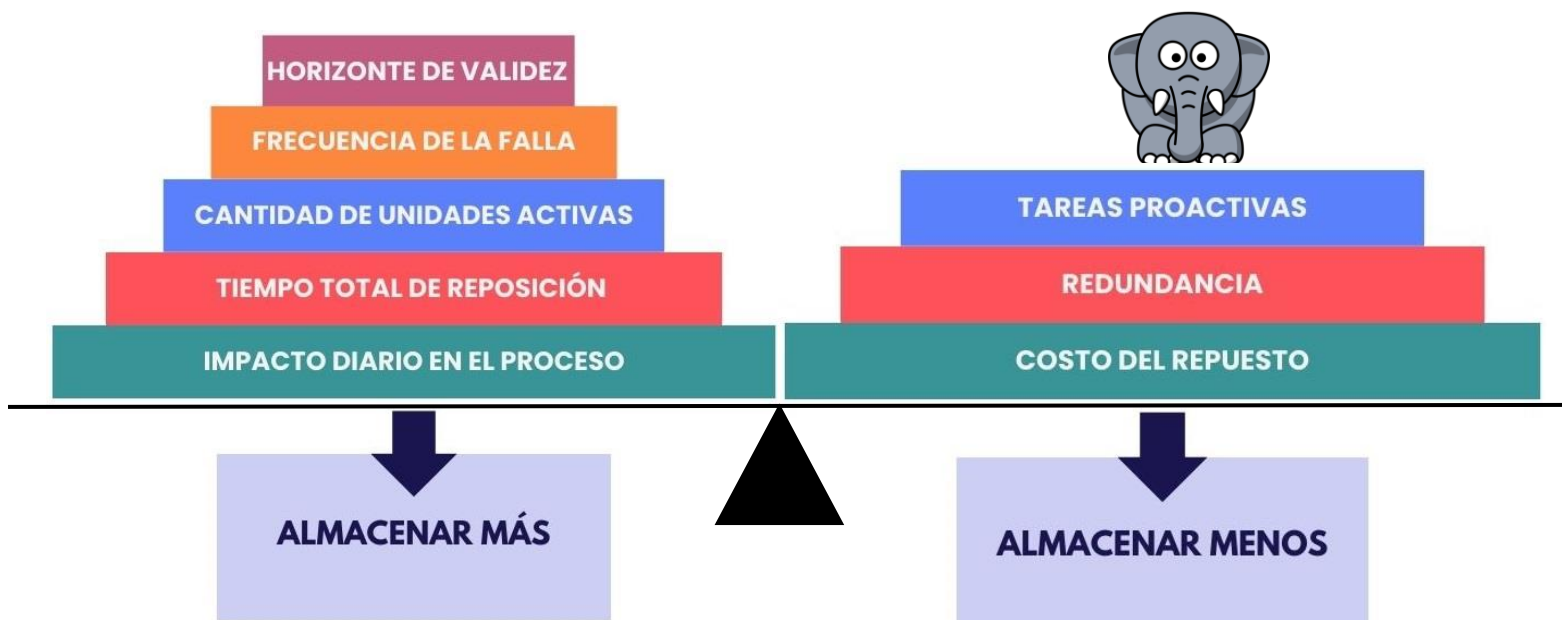 HORIZONTE DE VALIDEZ
FRECUENCIA DE LA FALLA
CANTIDAD DE UNIDADES ACTIVAS
TIEMPO TOTAL DE REPOSICIÓN
IMPACTO DIARIO EN EL PROCESO
ALMACENAR MÁS
TAREAS PROACTIVAS
REDUNDANCIA
COSTO DEL REPUESTO
ALMACENAR MENOS